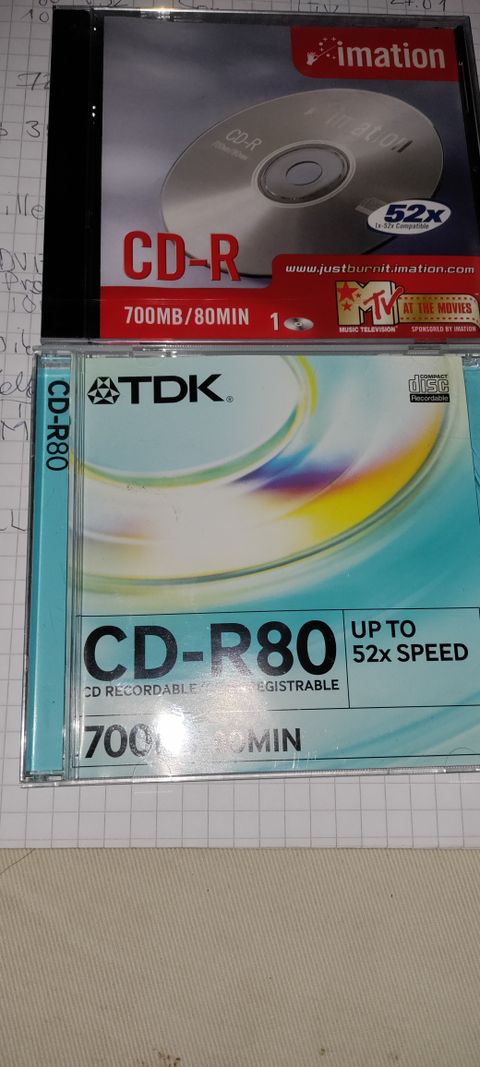 imation
CD-R
700MB/80MIN
imation
52x
1x-52x Compatible
CD-R
www.justburnit.imation.com
700MB/80MIN 1
MTV
MUSIC TELEVISION®
AT THE MOVIES
SPONSORED BY IMATION
CD-R80
TDK®
COMPACT
disc
Recordable
CD-R80
UP TO
52x SPEED
CD RECORDABLE
700 MIN